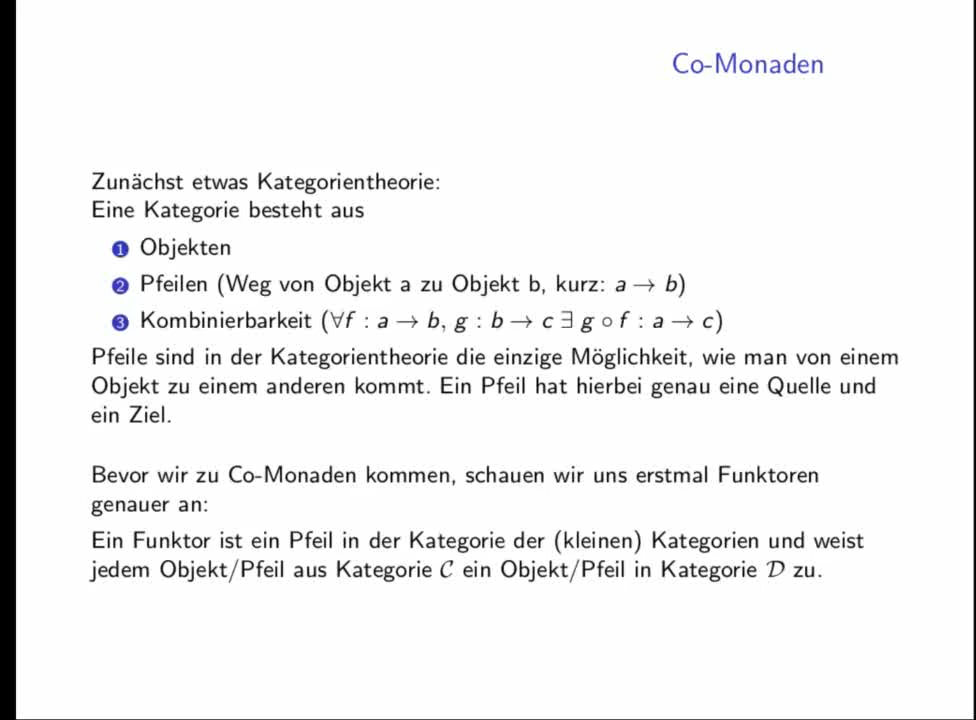 Co-Monaden
Zunächst etwas Kategorientheorie:
Eine Kategorie besteht aus
1 Objekten
2 Pfeilen (Weg von Objekt a zu Objekt b, kurz: a → b)
3 Kombinierbarkeit (∀f : a → b, g : b → c ∃ g ∘ f : a → c)
Pfeile sind in der Kategorientheorie die einzige Möglichkeit, wie man von einem
Objekt zu einem anderen kommt. Ein Pfeil hat hierbei genau eine Quelle und
ein Ziel.
Bevor wir zu Co-Monaden kommen, schauen wir uns erstmal Funktoren
genauer an:
Ein Funktor ist ein Pfeil in der Kategorie der (kleinen) Kategorien und weist
jedem Objekt/Pfeil aus Kategorie 𝒞 ein Objekt/Pfeil in Kategorie 𝒟 zu.